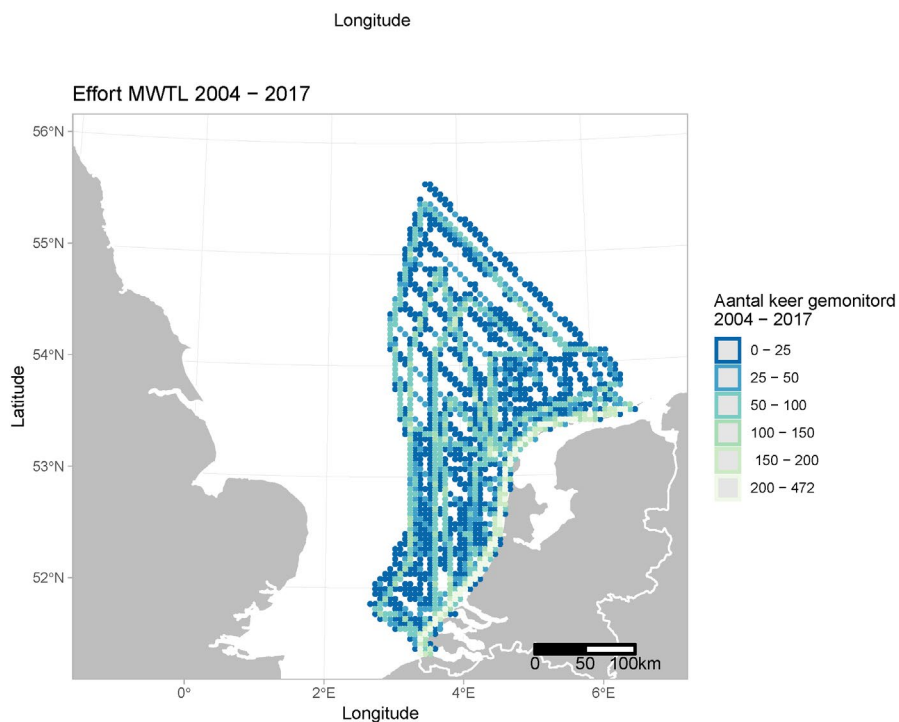 Longitude
Effort MWTL 2004 − 2017
56°N
55°N
54°N
53°N
52°N
Latitude
0°
2°E
4°E
6°E
Longitude
0 50 100km
Aantal keer gemonitord
2004 − 2017
0 − 25
25 − 50
50 − 100
100 − 150
150 − 200
200 − 472